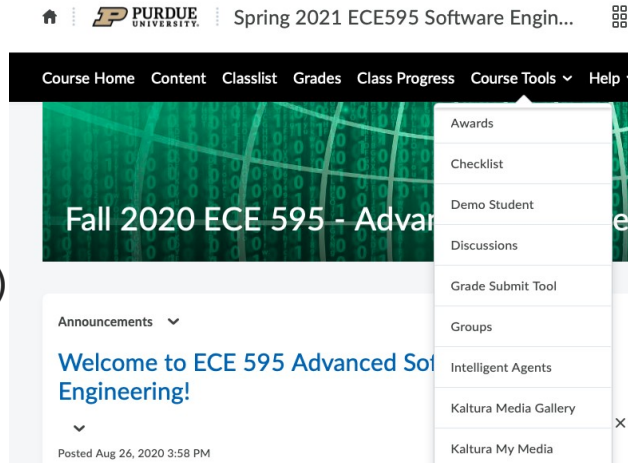 PURDUE
UNIVERSITY.
Spring 2021 ECE595 Software Engin...
Course Home Content Classlist Grades Class Progress Course Tools Help
Awards
Checklist
Demo Student
Discussions
Grade Submit Tool
Groups
Intelligent Agents
Kaltura Media Gallery
Kaltura My Media
Fall 2020 ECE 595 - Advan
Announcements
Welcome to ECE 595 Advanced Sof
Engineering!
Posted Aug 26, 2020 3:58 PM